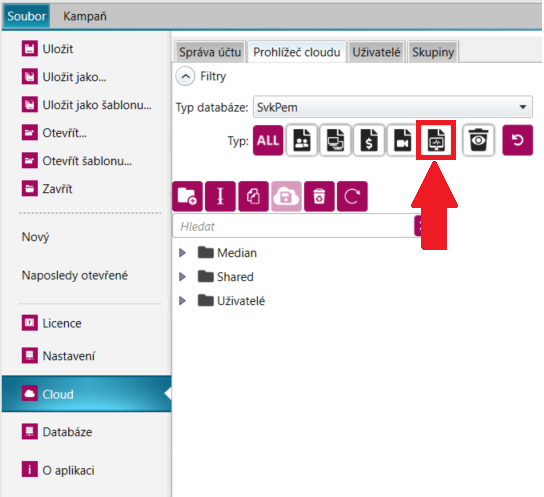 Soubor Kampaň
Uložit
Uložit jako...
Uložit jako šablonu...
Otevřít...
Otevřít šablonu...
Zavřít
Nový
Naposledy otevřené
Licence
Nastavení
Cloud
Databáze
O aplikaci
Správa účtu Prohlížeč cloudu Uživatelé Skupiny
Filtry
Typ databáze: SvkPem
Typ: ALL
Hledat
Median
Shared
Uživatelé